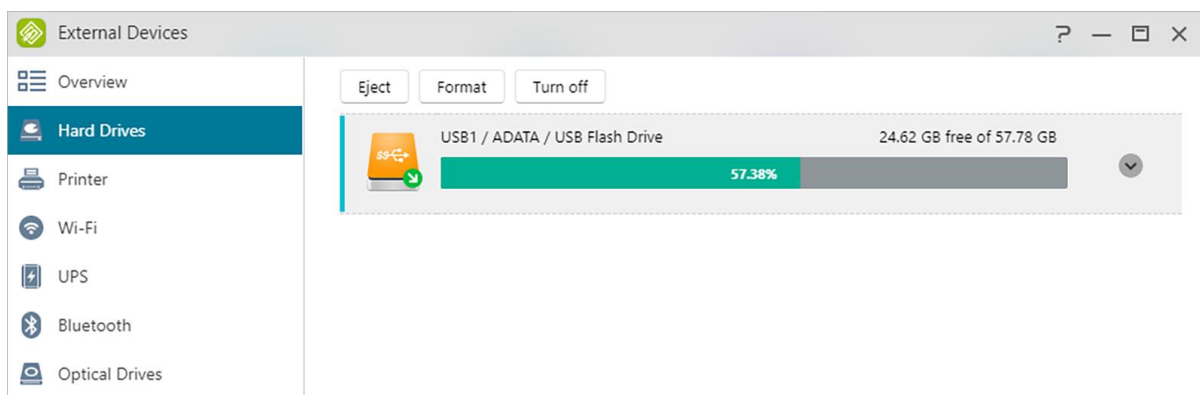 External Devices
Overview
Hard Drives
Printer
Wi-Fi
UPS
Bluetooth
Optical Drives
Eject Format Turn off
USB1 / ADATA / USB Flash Drive 24.62 GB free of 57.78 GB
SS
57.38%